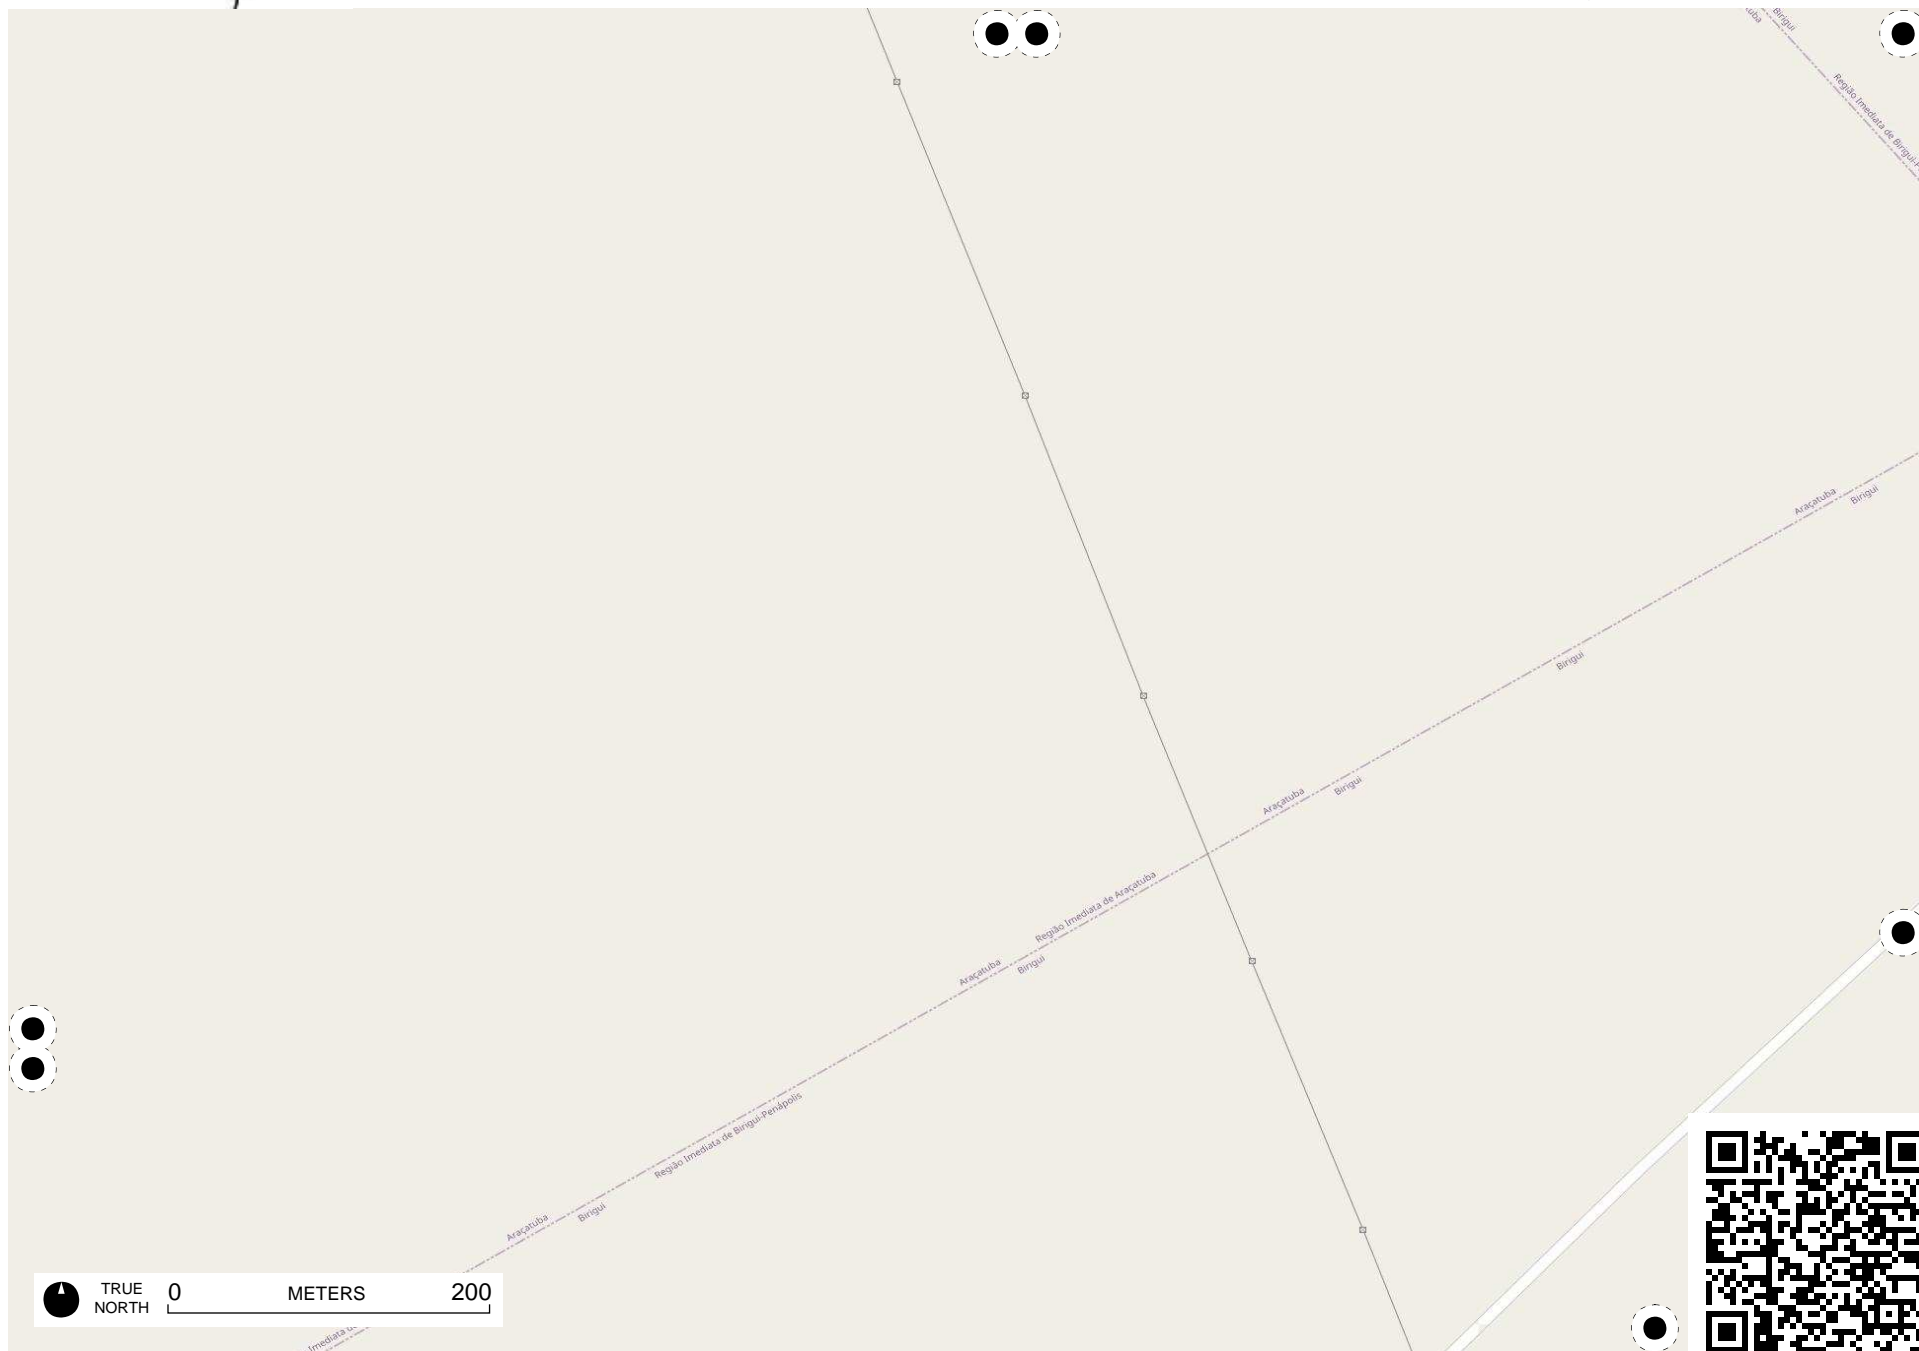 Birigui
Região Imediata de Birigui-P
Araçatuba
Birigui
Birigui
Araçatuba
Birigui
Região Imediata de Araçatuba
Araçatuba
Birigui
Região Imediata de Birigui-Penápolis
Araçatuba
Birigui
TRUE
NORTH
0 METERS 200
Imediata